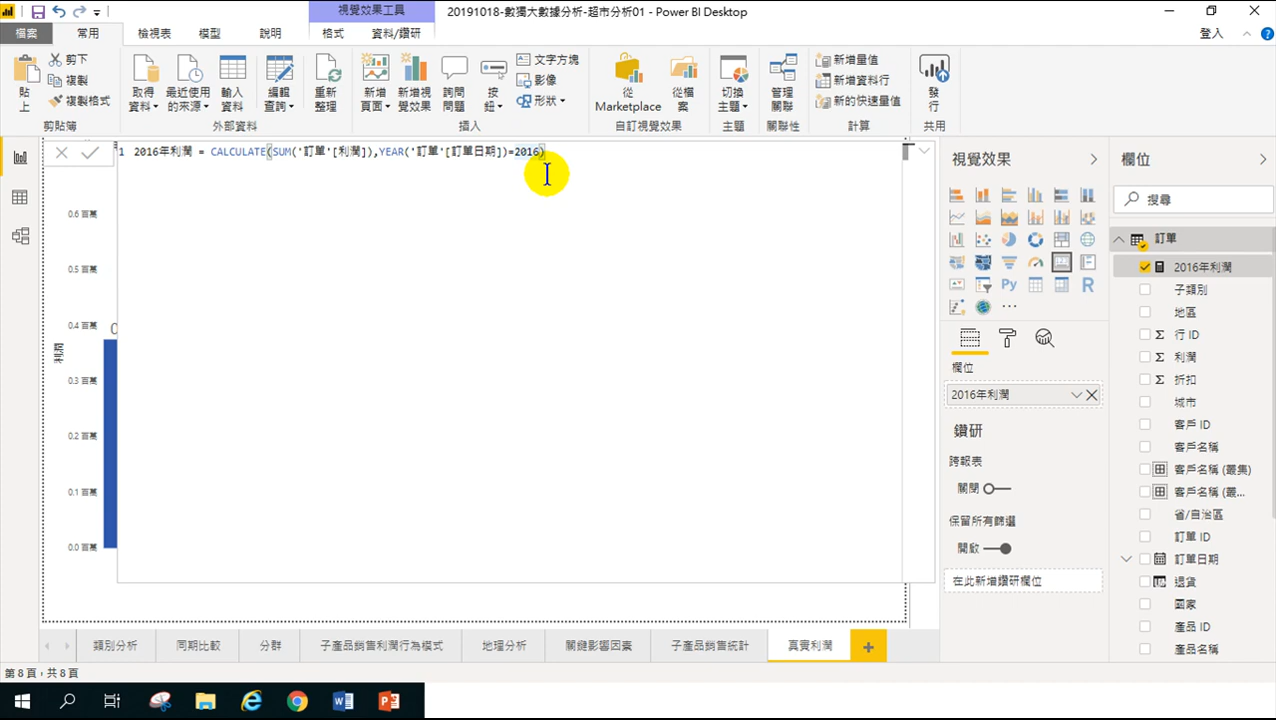 視覺效果工具
20191018-數獨大數據分析-超市分析01 - Power BI Desktop
檔案
常用
檢視表
模型
說明
格式
資料/鑽研
登入
貼上
剪下
複製
複製格式
剪貼簿
取得資料
最近使用的來源
輸入資料
編輯查詢
重新整理
外部資料
新增頁面
新增視覺效果
詢問問題
按鈕
文字方塊
影像
形狀
插入
從 Marketplace
從檔案
自訂視覺效果
切換主題
主題
管理關聯
關聯性
新增量值
新增資料行
新的快速量值
計算
發行
共用
1 2016年利潤 = CALCULATE(SUM('訂單'[利潤]),YEAR('訂單'[訂單日期])=2016)
0.6 百萬
0.5 百萬
0.4 百萬
0.3 百萬
0.2 百萬
0.1 百萬
0.0 百萬
利潤
視覺效果
Py
R
欄位
2016年利潤
鑽研
跨報表
關閉
保留所有篩選
開啟
在此新增鑽研欄位
欄位
搜尋
訂單
2016年利潤
子類別
地區
行 ID
利潤
折扣
城市
客戶 ID
客戶名稱
客戶名稱 (叢集)
客戶名稱 (叢...
省/自治區
訂單 ID
訂單日期
退貨
國家
產品 ID
產品名稱
類別分析
同期比較
分群
子產品銷售利潤行為模式
地理分析
關鍵影響因素
子產品銷售統計
真實利潤
第 8 頁，共 8 頁